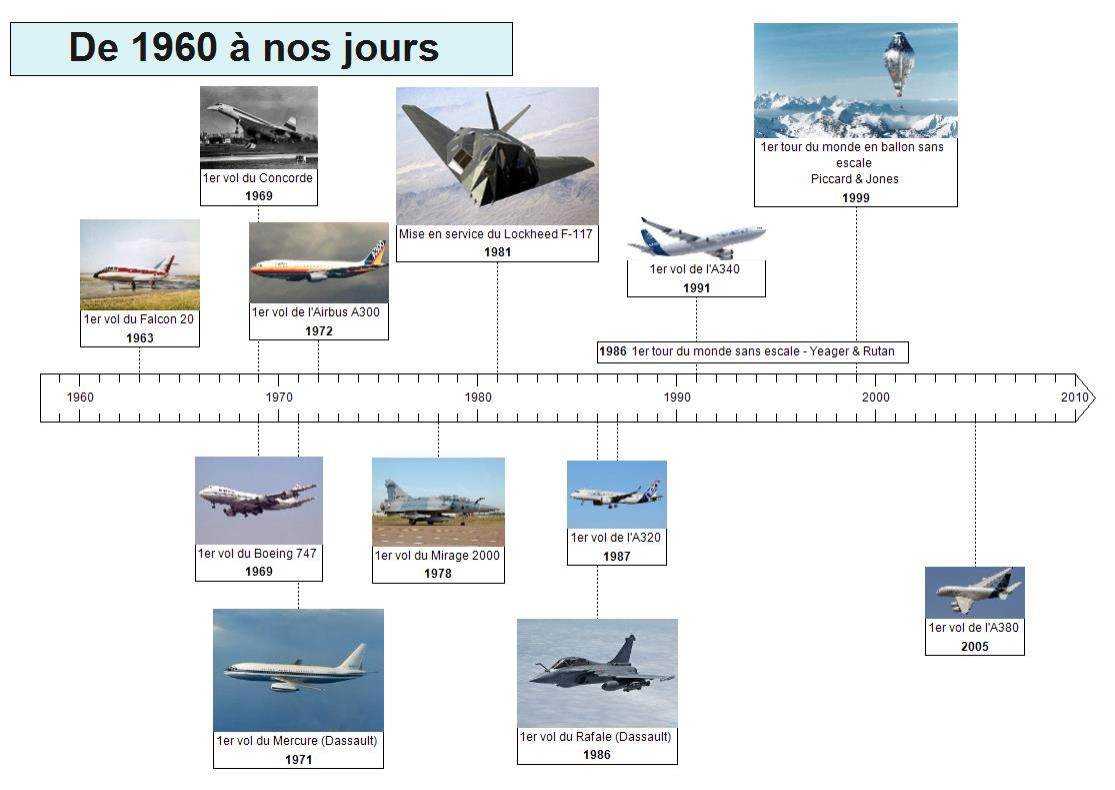 De 1960 à nos jours
1er vol du Concorde
1969
1er tour du monde en ballon sans
escale
Piccard & Jones
1999
Mise en service du Lockheed F-117
1981
1er vol de l'A340
1991
1er vol du Falcon 20
1963
1er vol de l'Airbus A300
1972
1986 1er tour du monde sans escale - Yeager & Rutan
1960 1970 1980 1990 2000 2010
1er vol du Boeing 747
1969
1er vol du Mirage 2000
1978
1er vol de l'A320
1987
1er vol de l'A380
2005
1er vol du Mercure (Dassault)
1971
1er vol du Rafale (Dassault)
1986